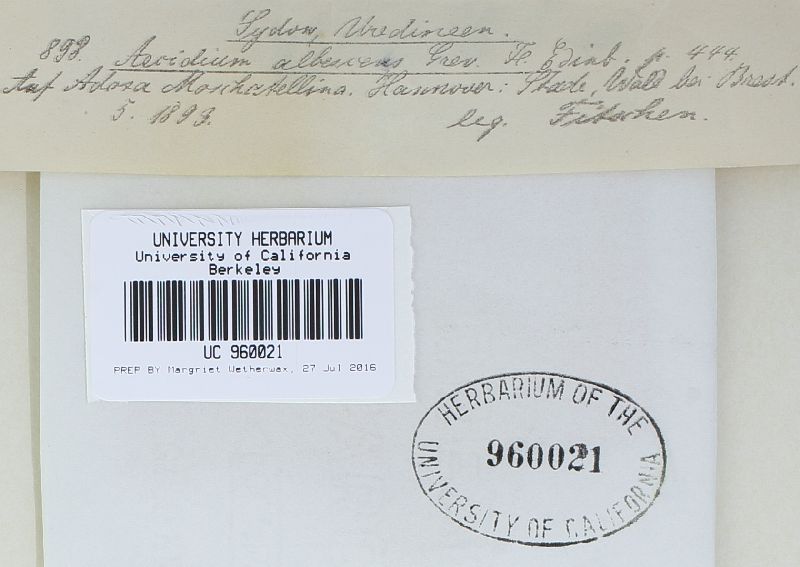 Sydow, Uredineen.
893. Aecidium albescens Grev. Fl. Edinb. p. 444.
Auf Adoxa Moschatellina. Hannover: Stade, Wald bei Brest.
5. 1893. leg. Fitschen.
UNIVERSITY HERBARIUM
University of California
Berkeley
UC 960021
PREP BY Margriet Wetherwax, 27 Jul 2016
HERBARIUM OF THE
960021
UNIVERSITY OF CALIFORNIA